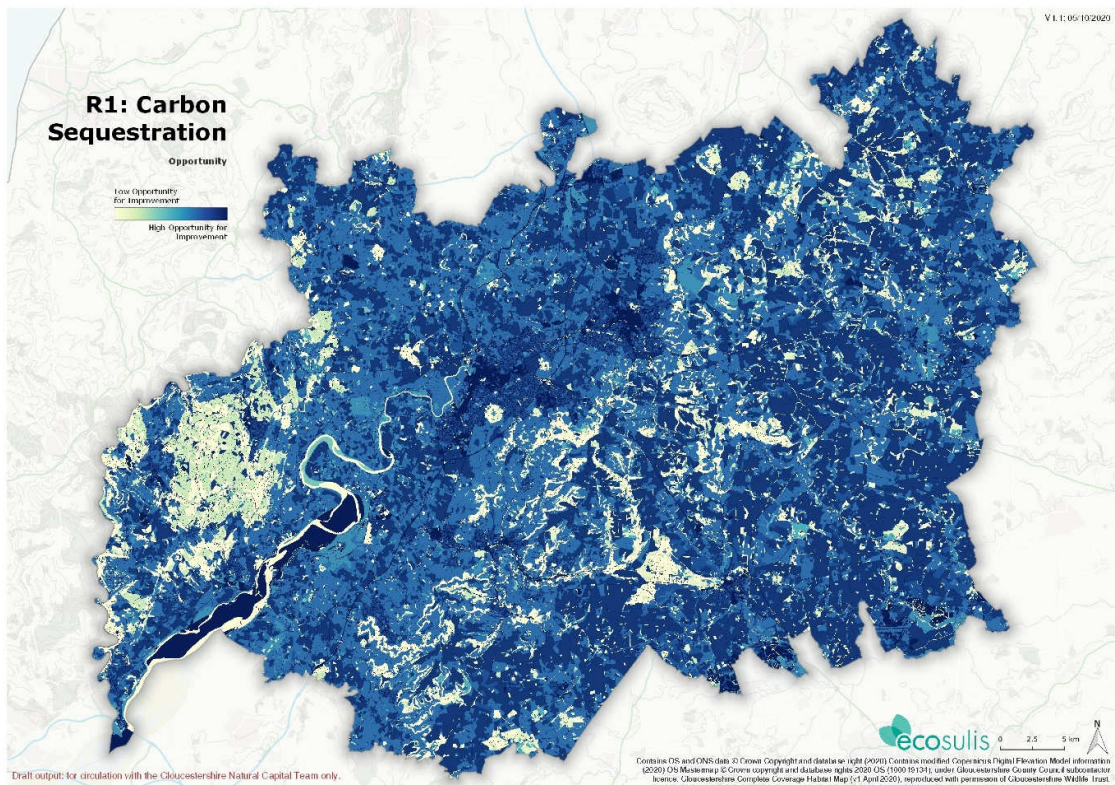 V 1.1: 05/10/2020
R1: Carbon
Sequestration
Opportunity
Low Opportunity
for Improvement
High Opportunity for
Improvement
ecosulis
0 2.5 5 km
N
Draft output: for circulation with the Gloucestershire Natural Capital Team only.
Contains OS and ONS data © Crown Copyright and database right (2020) Contains modified Copernicus Digital Elevation Model information
(2020) OS Mastermap © Crown copyright and database rights 2020 OS (100019134), under Gloucestershire County Council subcontractor
licence. Gloucestershire Complete Coverage Habitat Map (v1 April 2020), reproduced with permission of Gloucestershire Wildlife Trust.